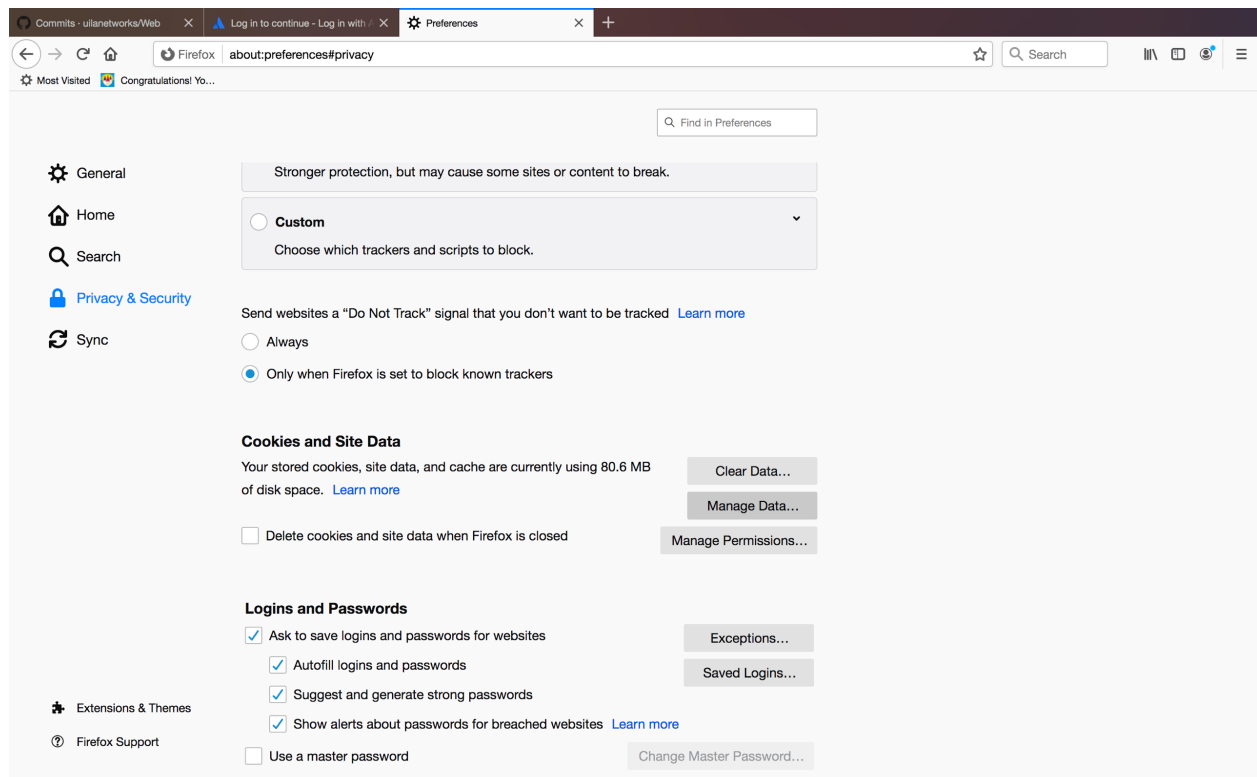 Commits · uilanetworks/Web
Log in to continue - Log in with A
Preferences
Firefox
about:preferences#privacy
Search
Most Visited
Congratulations! Yo...
Find in Preferences
General
Home
Search
Privacy & Security
Sync
Stronger protection, but may cause some sites or content to break.
Custom
Choose which trackers and scripts to block.
Send websites a “Do Not Track” signal that you don’t want to be tracked Learn more
Always
Only when Firefox is set to block known trackers
Cookies and Site Data
Your stored cookies, site data, and cache are currently using 80.6 MB
of disk space. Learn more
Clear Data…
Manage Data…
Delete cookies and site data when Firefox is closed
Manage Permissions…
Logins and Passwords
Ask to save logins and passwords for websites
Exceptions…
Autofill logins and passwords
Saved Logins…
Suggest and generate strong passwords
Show alerts about passwords for breached websites Learn more
Use a master password
Change Master Password…
Extensions & Themes
Firefox Support